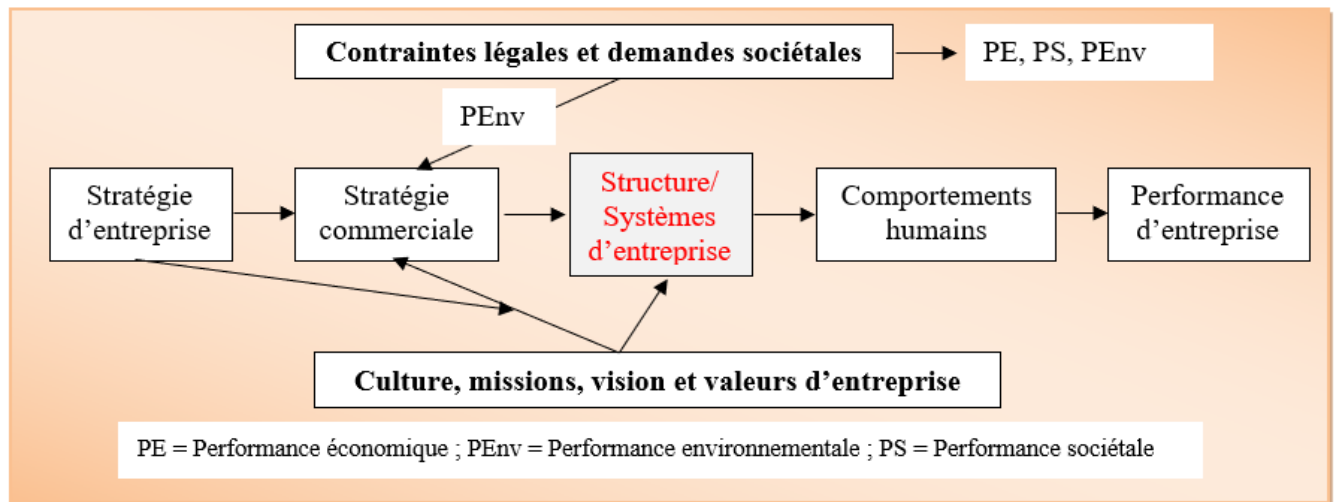 Contraintes légales et demandes sociétales
PE, PS, PEnv
PEnv
Stratégie
d’entreprise
Stratégie
commerciale
Structure/
Systèmes
d’entreprise
Comportements
humains
Performance
d’entreprise
Culture, missions, vision et valeurs d’entreprise
PE = Performance économique ; PEnv = Performance environnementale ; PS = Performance sociétale